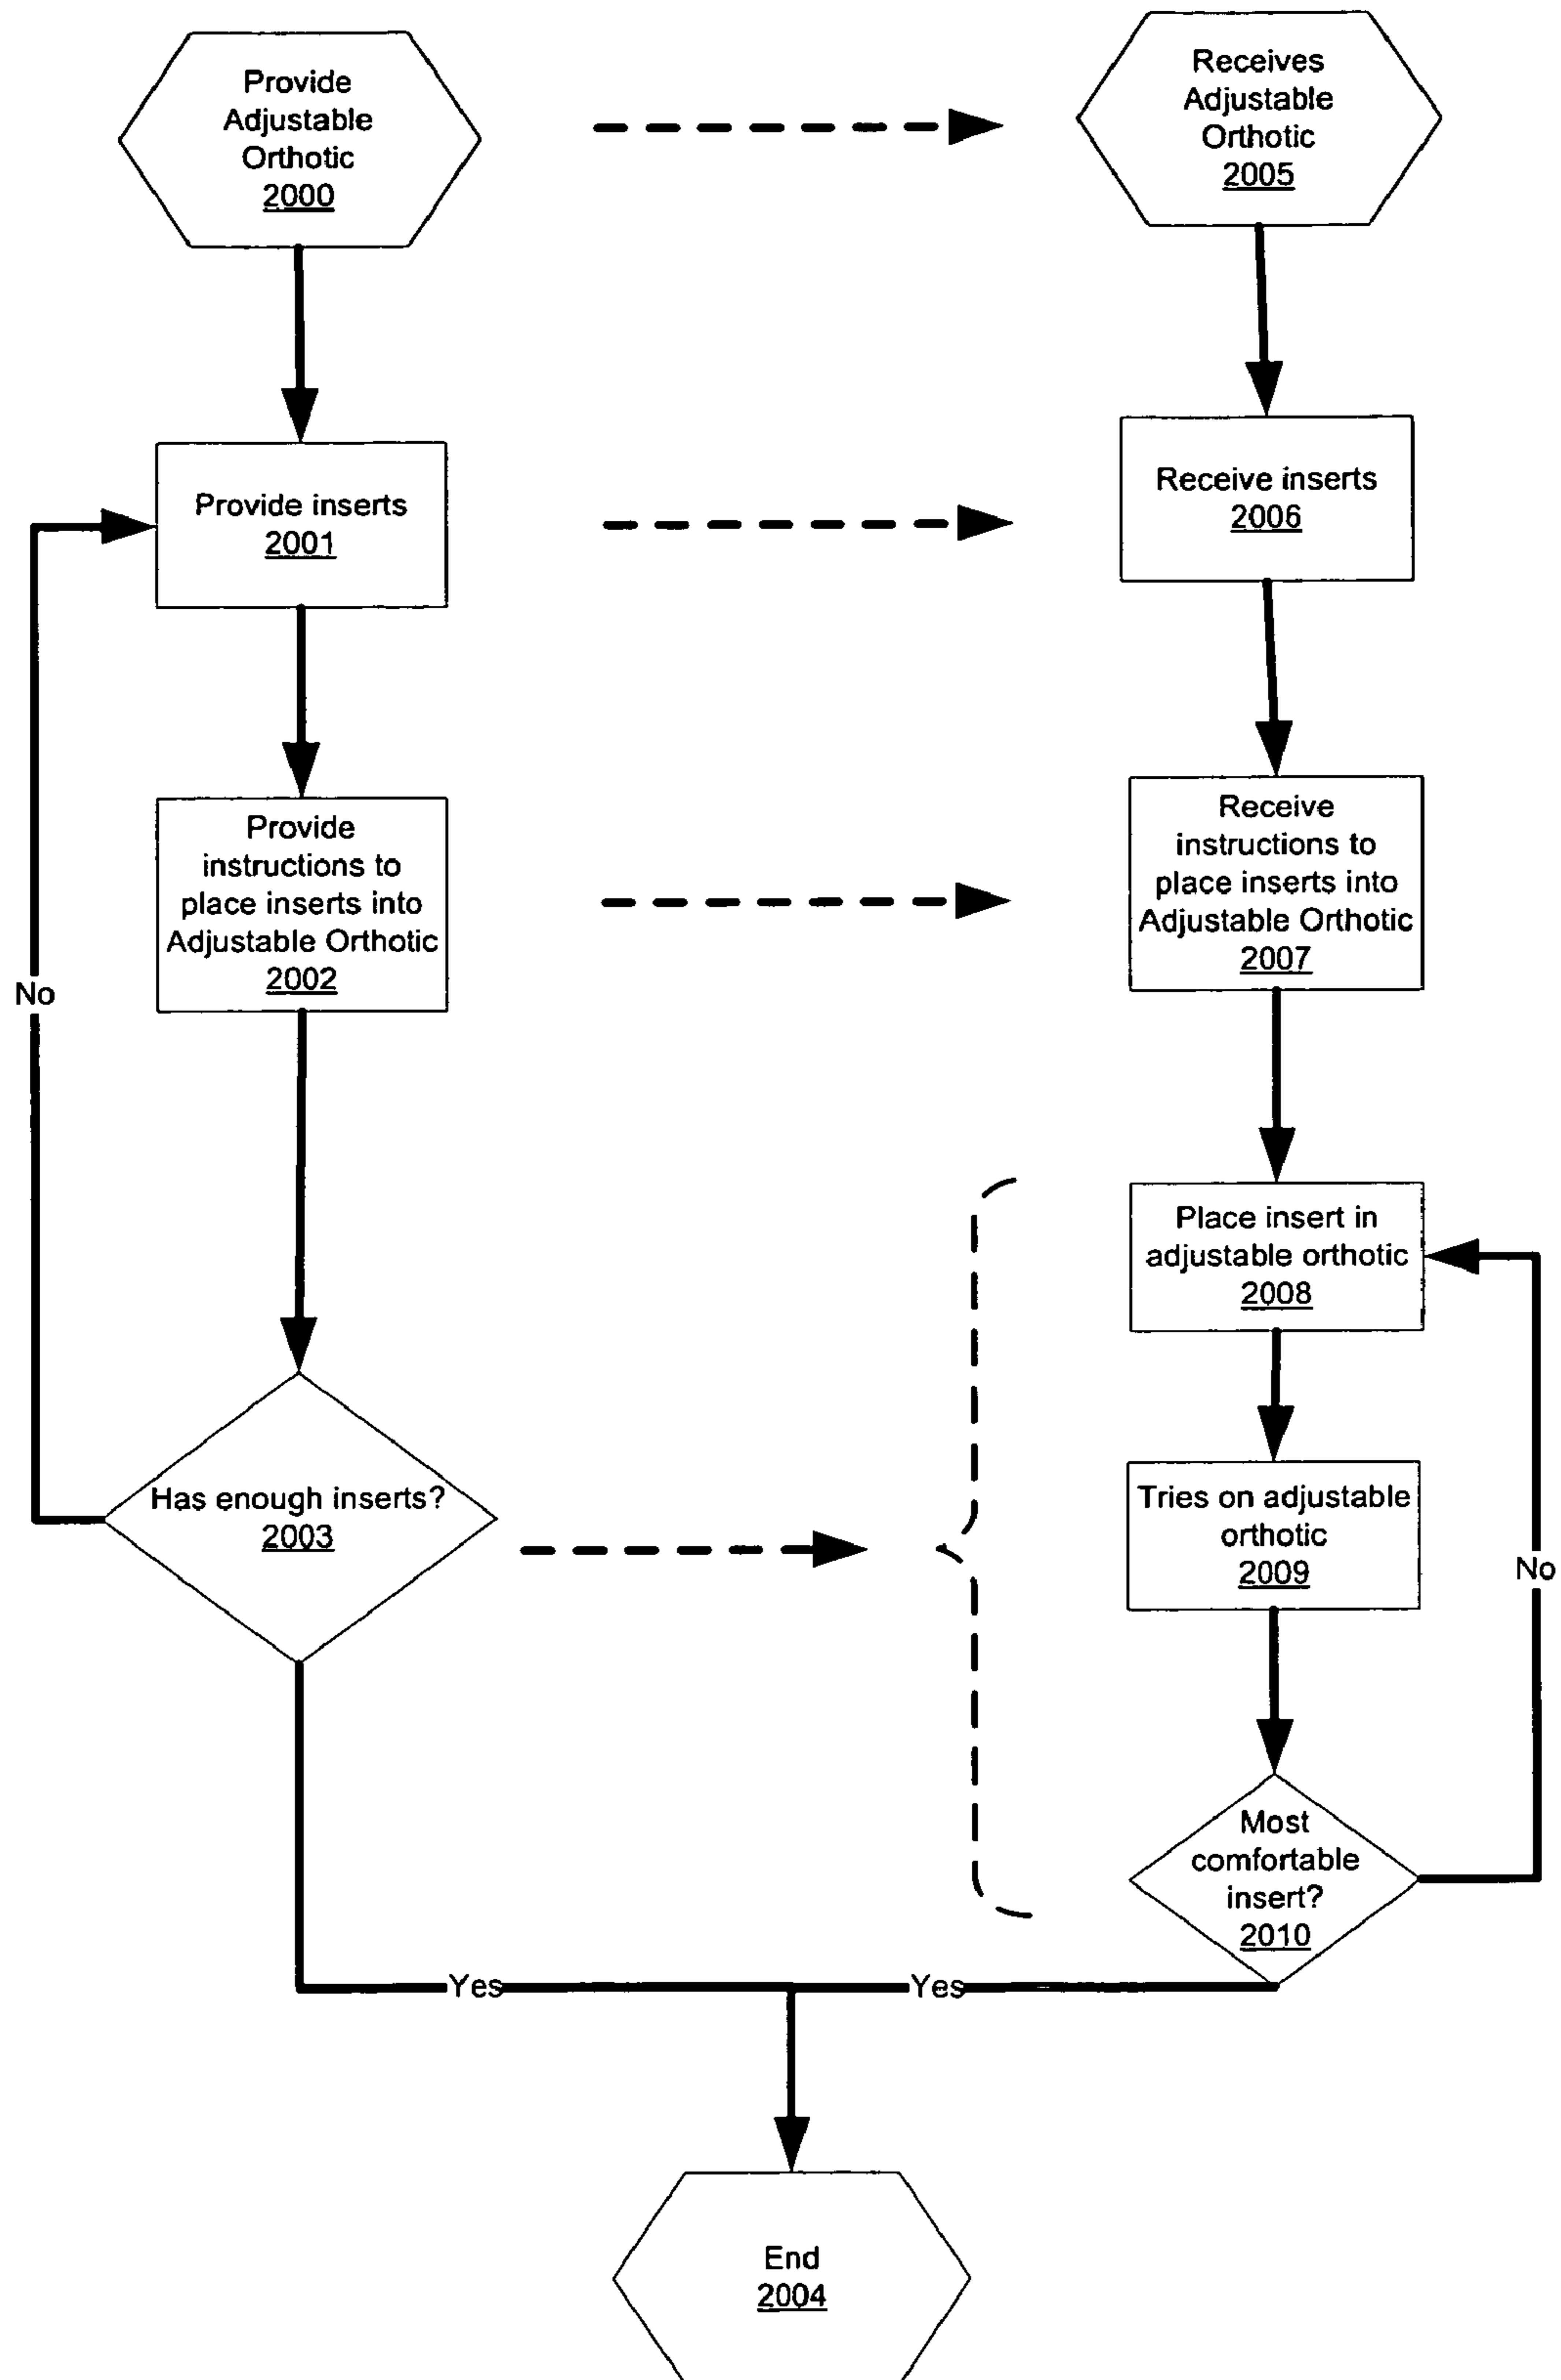 Provide
Adjustable
Orthotic
2000
Receives
Adjustable
Orthotic
2005
Provide inserts
2001
Receive inserts
2006
Provide
instructions to
place inserts into
Adjustable Orthotic
2002
Receive
instructions to
place inserts into
Adjustable Orthotic
2007
No
Place insert in
adjustable orthotic
2008
Has enough inserts?
2003
Tries on adjustable
orthotic
2009
No
Most
comfortable
insert?
2010
Yes
Yes
End
2004